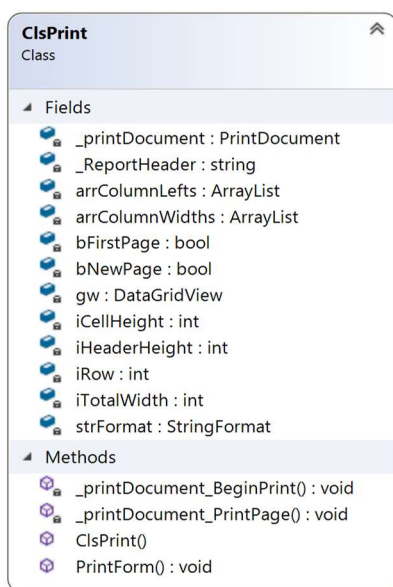 ClsPrint
Class
Fields
_printDocument : PrintDocument
_ReportHeader : string
arrColumnLefts : ArrayList
arrColumnWidths : ArrayList
bFirstPage : bool
bNewPage : bool
gw : DataGridView
iCellHeight : int
iHeaderHeight : int
iRow : int
iTotalWidth : int
strFormat : StringFormat
Methods
_printDocument_BeginPrint() : void
_printDocument_PrintPage() : void
ClsPrint()
PrintForm() : void